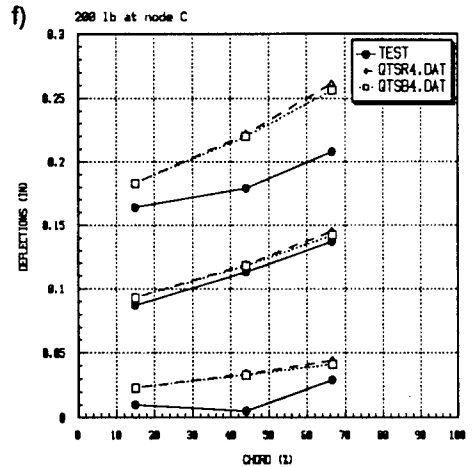 f)
200 lb at node C
0.3
0.25
0.2
0.15
0.1
0.05
0
DEFLECTIONS (IN)
TEST
QTSR4.DAT
QTSB4.DAT
0 10 20 30 40 50 60 70 80 90 100
CHORD (%)